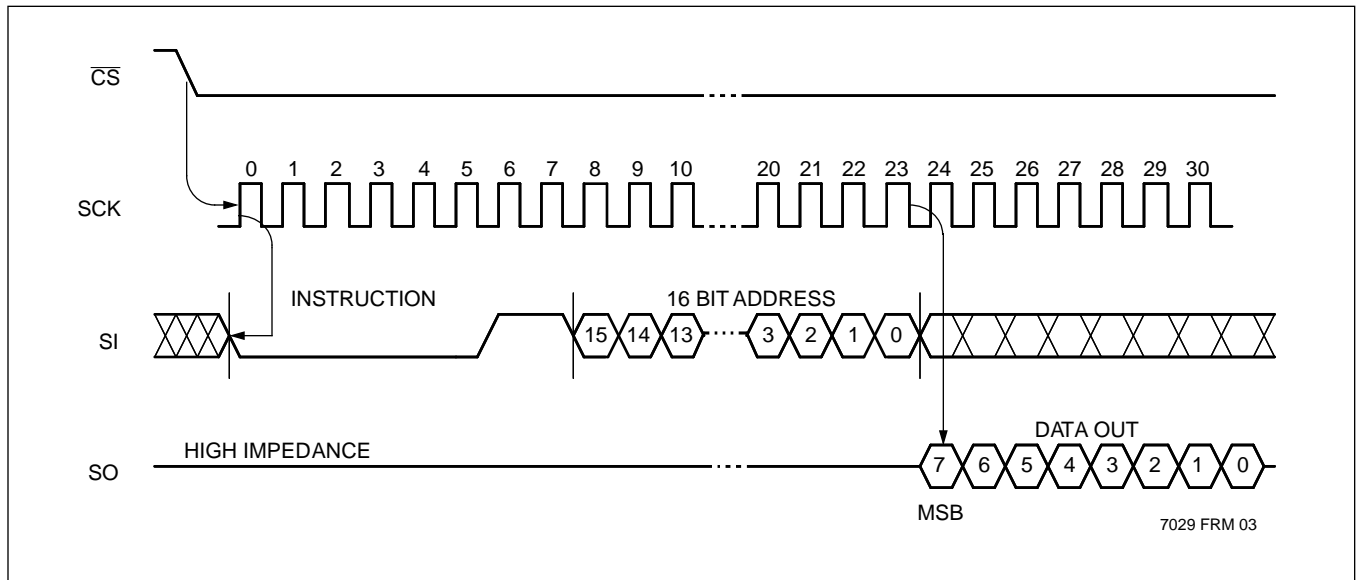 CS
0 1 2 3 4 5 6 7 8 9 10 20 21 22 23 24 25 26 27 28 29 30
SCK
INSTRUCTION 16 BIT ADDRESS
SI 15 14 13 3 2 1 0
HIGH IMPEDANCE DATA OUT
SO 7 6 5 4 3 2 1 0
MSB
7029 FRM 03